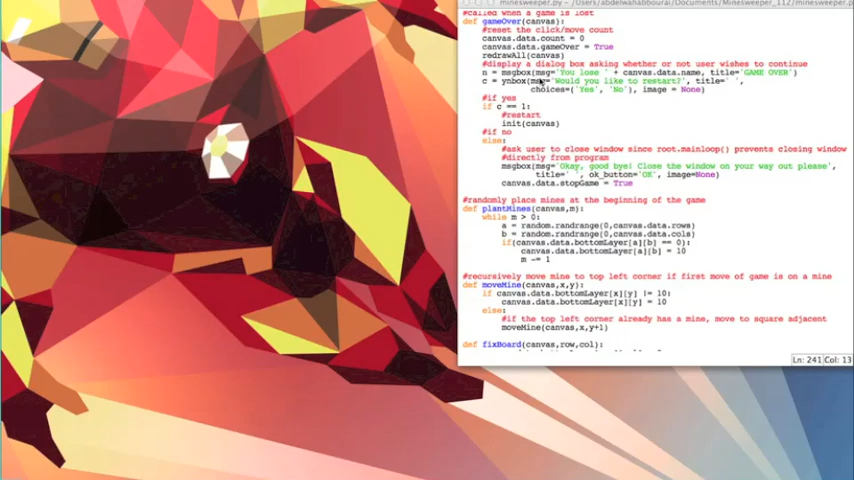 minesweeper.py - /Users/abdelwahabbourai/Documents/Minesweeper_112/minesweeper.p
#called when a game is lost
def gameOver(canvas):
#reset the click/move count
canvas.data.count = 0
canvas.data.gameOver = True
redrawAll(canvas)
#display a dialog box asking whether or not user wishes to continue
n = msgbox(msg='You lose ' + canvas.data.name, title='GAME OVER')
c = ynbox(msg='Would you like to restart?', title=' ',
choices=('Yes', 'No'), image = None)
#if yes
if c == 1:
#restart
init(canvas)
#if no
else:
#ask user to close window since root.mainloop() prevents closing window
#directly from program
msgbox(msg='Okay, good bye! Close the window on your way out please',
title=' ', ok_button='OK', image=None)
canvas.data.stopGame = True
#randomly place mines at the beginning of the game
def plantMines(canvas,m):
while m > 0:
a = random.randrange(0,canvas.data.rows)
b = random.randrange(0,canvas.data.cols)
if(canvas.data.bottomLayer[a][b] == 0):
canvas.data.bottomLayer[a][b] = 10
m -= 1
#recursively move mine to top left corner if first move of game is on a mine
def moveMine(canvas,x,y):
if canvas.data.bottomLayer[x][y] != 10:
canvas.data.bottomLayer[x][y] = 10
else:
#if the top left corner already has a mine, move to square adjacent
moveMine(canvas,x,y+1)
def fixBoard(canvas,row,col):
Ln: 241 Col: 13